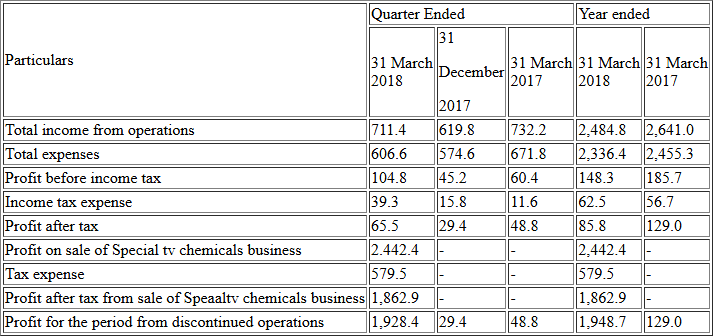 Particulars Quarter Ended Year ended
31 March 2018 31 December 2017 31 March 2017 31 March 2018 31 March 2017
Total income from operations 711.4 619.8 732.2 2,484.8 2,641.0
Total expenses 606.6 574.6 671.8 2,336.4 2,455.3
Profit before income tax 104.8 45.2 60.4 148.3 185.7
Income tax expense 39.3 15.8 11.6 62.5 56.7
Profit after tax 65.5 29.4 48.8 85.8 129.0
Profit on sale of Special tv chemicals business 2.442.4 - - 2,442.4 -
Tax expense 579.5 - - 579.5 -
Profit after tax from sale of Speaaltv chemicals business 1,862.9 - - 1,862.9 -
Profit for the period from discontinued operations 1,928.4 29.4 48.8 1,948.7 129.0